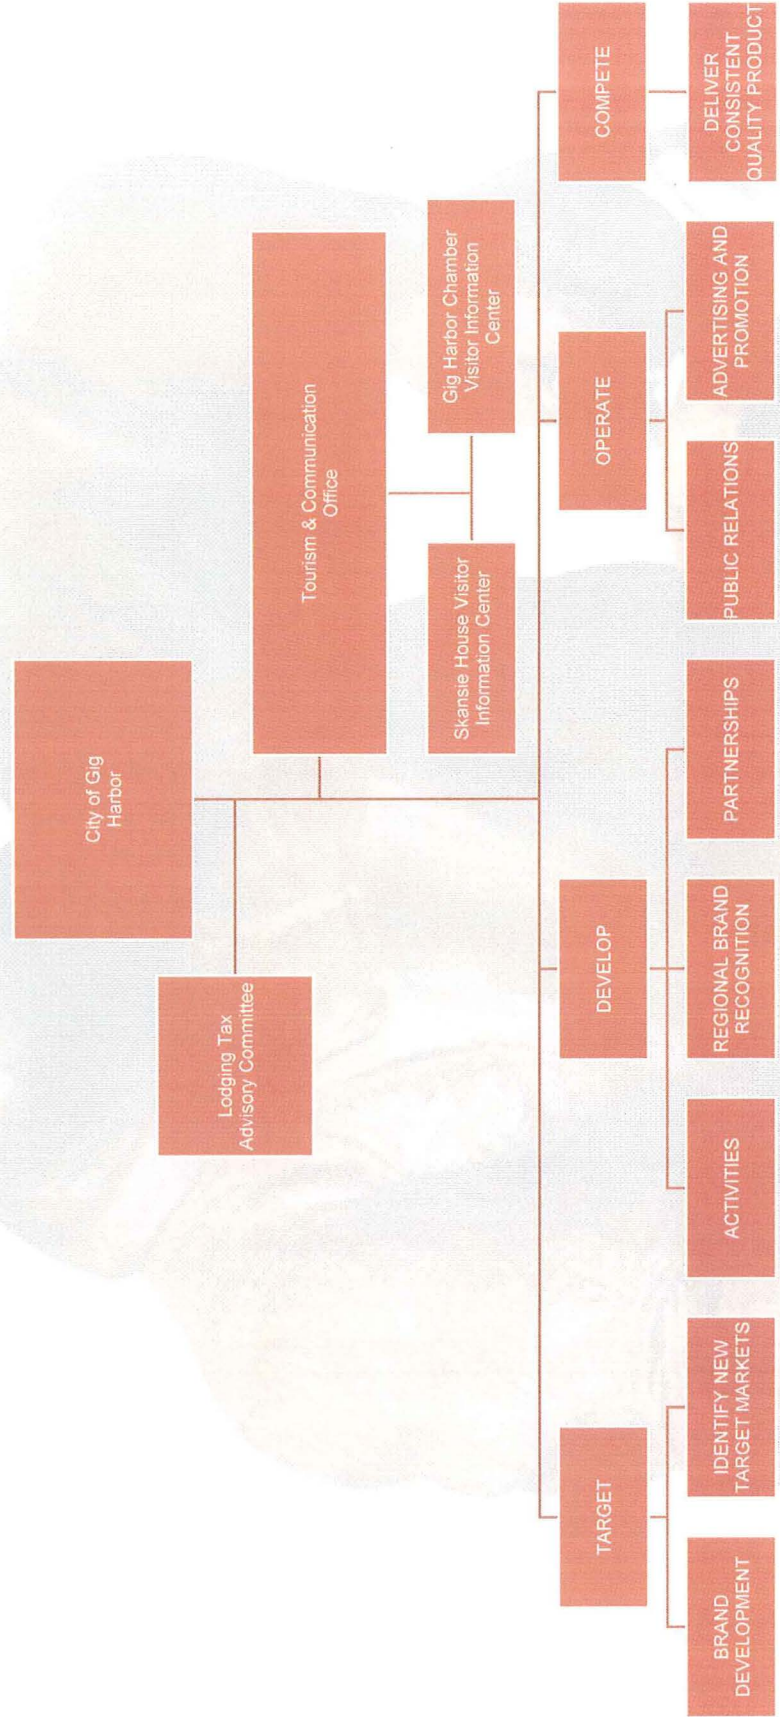 City of Gig
Harbor
Lodging Tax
Advisory Committee
Tourism & Communication
Office
Skansie House Visitor
Information Center
Gig Harbor Chamber
Visitor Information
Center
TARGET
DEVELOP
OPERATE
COMPETE
BRAND
DEVELOPMENT
IDENTIFY NEW
TARGET MARKETS
ACTIVITIES
REGIONAL BRAND
RECOGNITION
PARTNERSHIPS
PUBLIC RELATIONS
ADVERTISING AND
PROMOTION
DELIVER
CONSISTENT
QUALITY PRODUCT